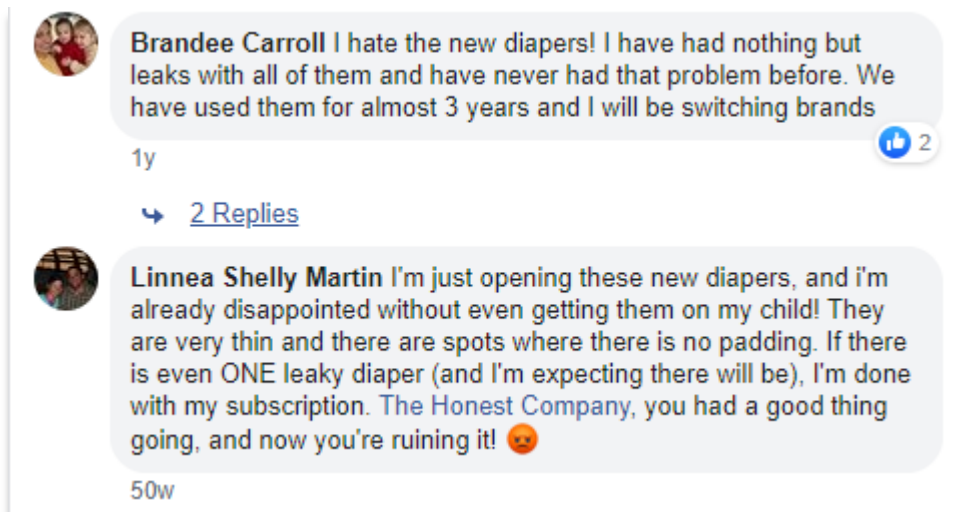 Brandee Carroll I hate the new diapers! I have had nothing but
leaks with all of them and have never had that problem before. We
have used them for almost 3 years and I will be switching brands
2
1y
2 Replies
Linnea Shelly Martin I'm just opening these new diapers, and i'm
already disappointed without even getting them on my child! They
are very thin and there are spots where there is no padding. If there
is even ONE leaky diaper (and I'm expecting there will be), I'm done
with my subscription. The Honest Company, you had a good thing
going, and now you're ruining it! 😡
50w